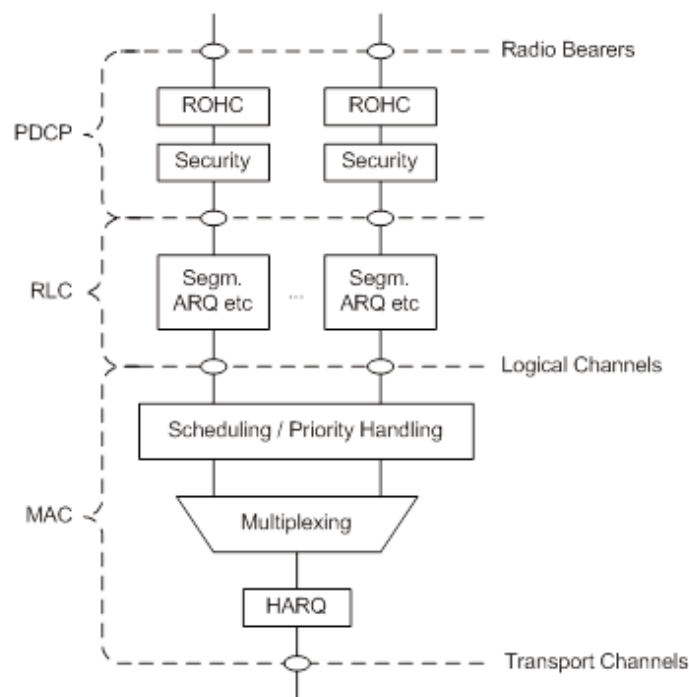 Radio Bearers
ROHC
ROHC
PDCP
Security
Security
Segm.
ARQ etc
...
Segm.
ARQ etc
RLC
Logical Channels
Scheduling / Priority Handling
MAC
Multiplexing
HARQ
Transport Channels